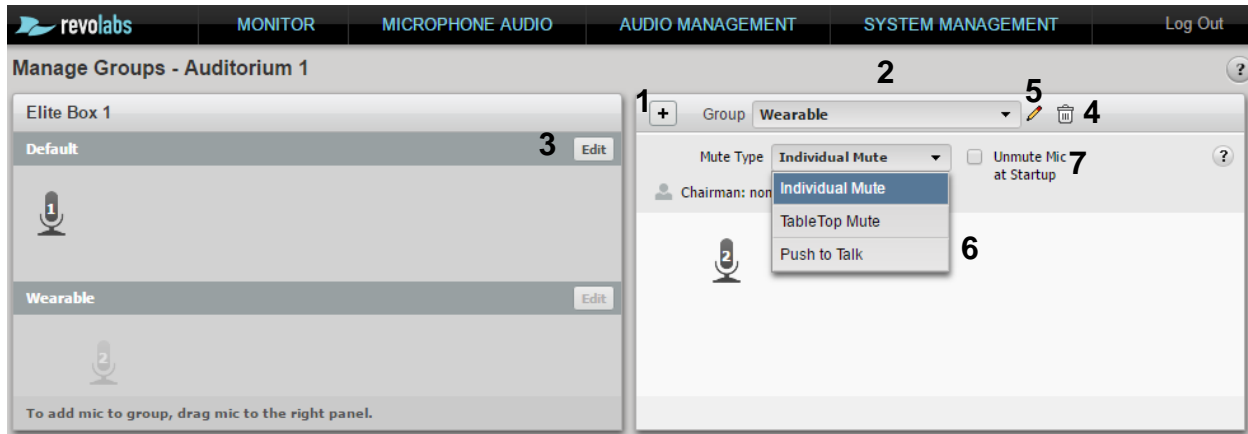 revolabs MONITOR MICROPHONE AUDIO AUDIO MANAGEMENT SYSTEM MANAGEMENT Log Out
Manage Groups - Auditorium 1 2 ?
Elite Box 1
Default 3 Edit
1
Wearable Edit
2
To add mic to group, drag mic to the right panel.
1 + Group Wearable 5 4
Mute Type Individual Mute Unmute Mic 7 ?
at Startup
Chairman: non
Individual Mute
TableTop Mute
Push to Talk 6
2